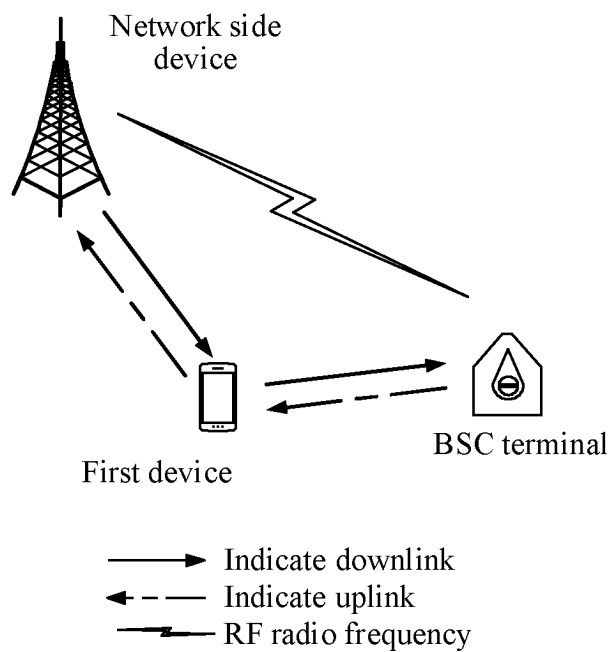 Network side
device
BSC terminal
First device
Indicate downlink
Indicate uplink
RF radio frequency